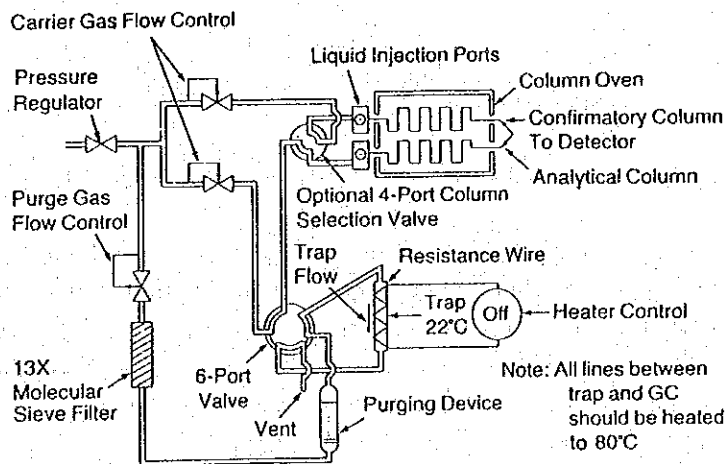 Carrier Gas Flow Control
Pressure
Regulator
Liquid Injection Ports
Column Oven
Confirmatory Column
To Detector
Analytical Column
Optional 4-Port Column
Selection Valve
Purge Gas
Flow Control
Trap
Flow
Resistance Wire
Trap
22°C
Off
Heater Control
13X
Molecular
Sieve Filter
6-Port
Valve
Vent
Purging Device
Note: All lines between
trap and GC
should be heated
to 80°C